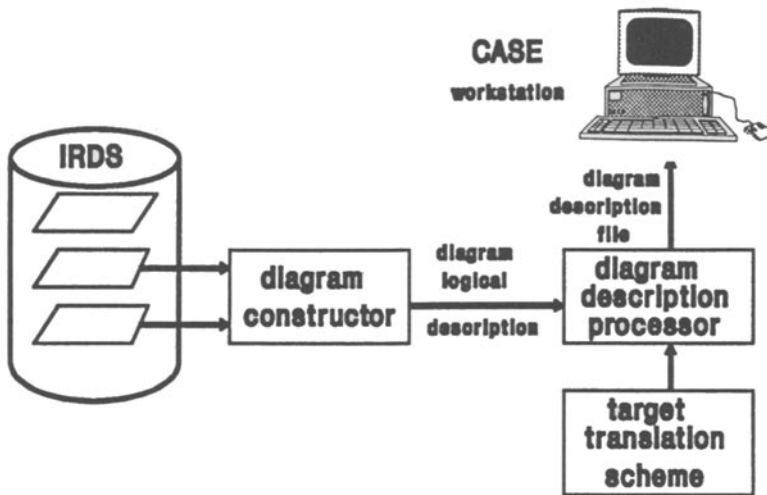 CASE
workstation
IRDS
diagram
description
file
diagram
constructor
diagram
logical
description
diagram
description
processor
target
translation
scheme